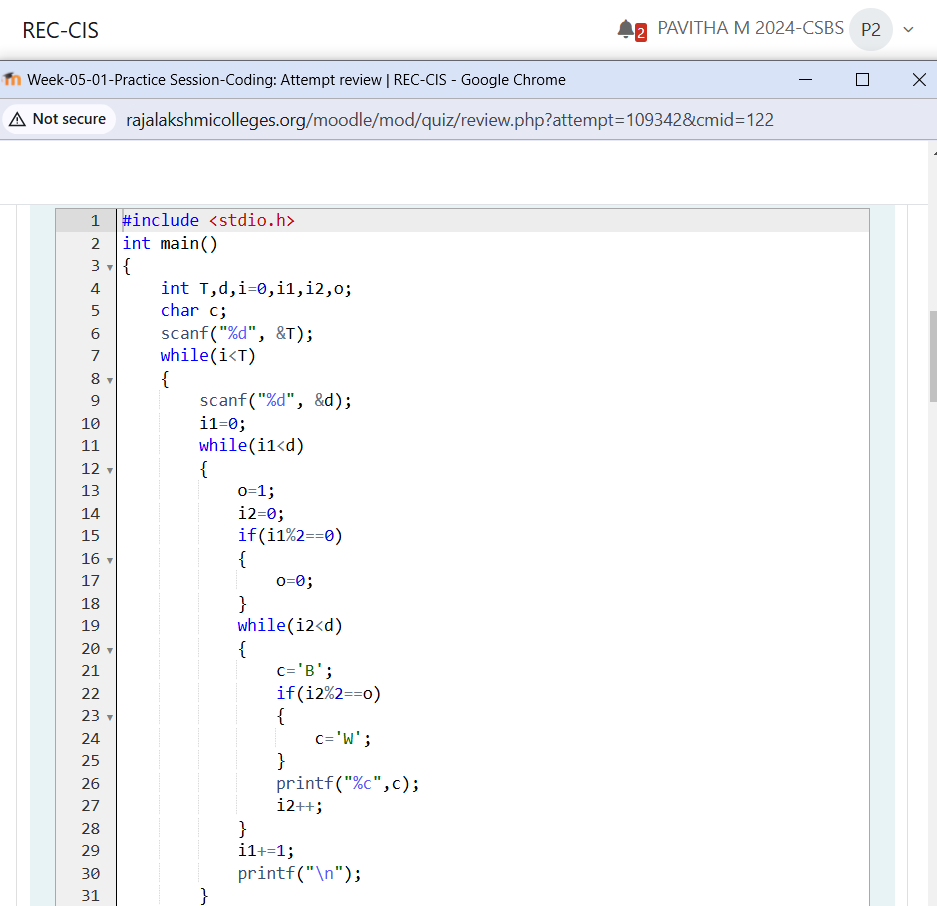 REC-CIS
2 PAVITHA M 2024-CSBS P2
Week-05-01-Practice Session-Coding: Attempt review | REC-CIS - Google Chrome
Not secure rajalakshmicolleges.org/moodle/mod/quiz/review.php?attempt=109342&cmid=122
1 #include <stdio.h>
2 int main()
3 {
4     int T,d,i=0,i1,i2,o;
5     char c;
6     scanf("%d", &T);
7     while(i<T)
8     {
9         scanf("%d", &d);
10         i1=0;
11         while(i1<d)
12         {
13             o=1;
14             i2=0;
15             if(i1%2==0)
16             {
17                 o=0;
18             }
19             while(i2<d)
20             {
21                 c='B';
22                 if(i2%2==o)
23                 {
24                     c='W';
25                 }
26                 printf("%c",c);
27                 i2++;
28             }
29             i1+=1;
30             printf("\n");
31         }